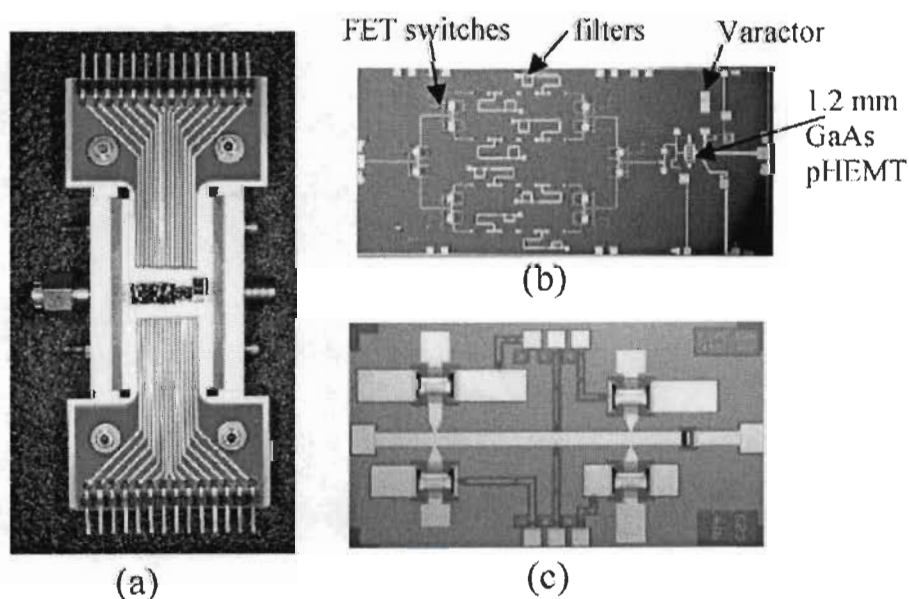 FET switches
filters
Varactor
1.2 mm
GaAs
pHEMT
(b)
(a)
(c)